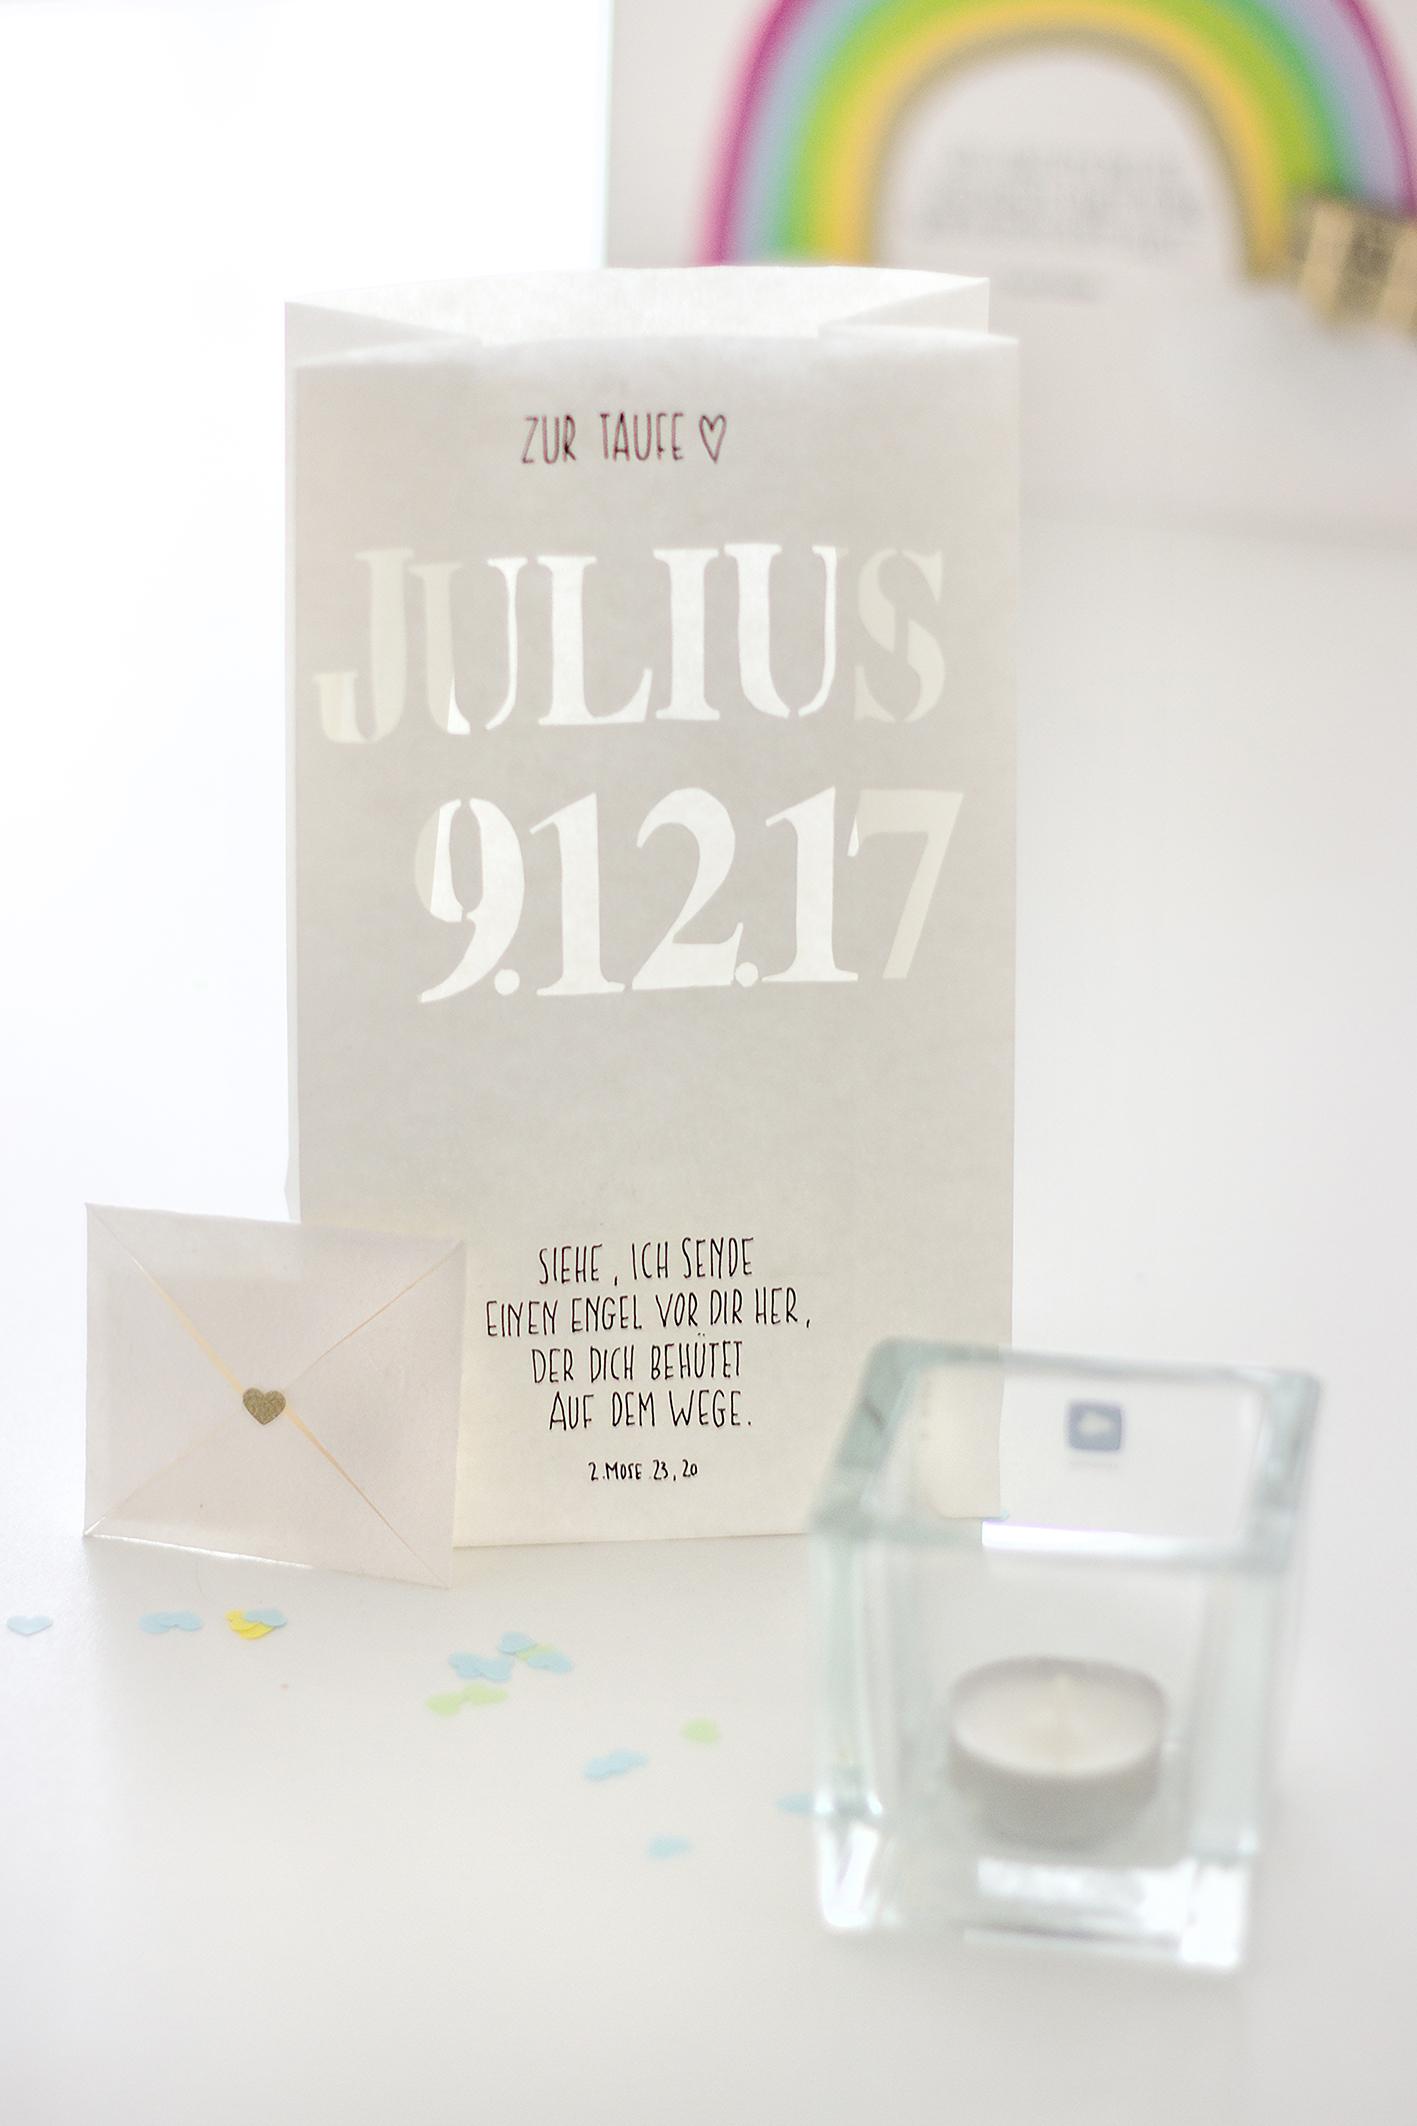 ZUR TAUFE ♡
JULIUS
9.12.17
SIEHE, ICH SENDE
EINEN ENGEL VOR DIR HER,
DER DICH BEHÜTET
AUF DEM WEGE.
2.MOSE 23,20